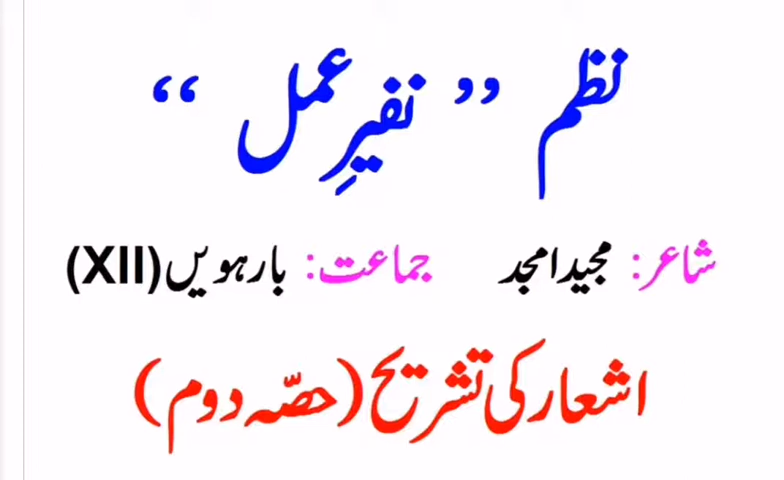 نظم ”نفیرِ عمل“
شاعر: مجید امجد جماعت: بارہویں (XII)
اشعار کی تشریح (حصّہ دوم)